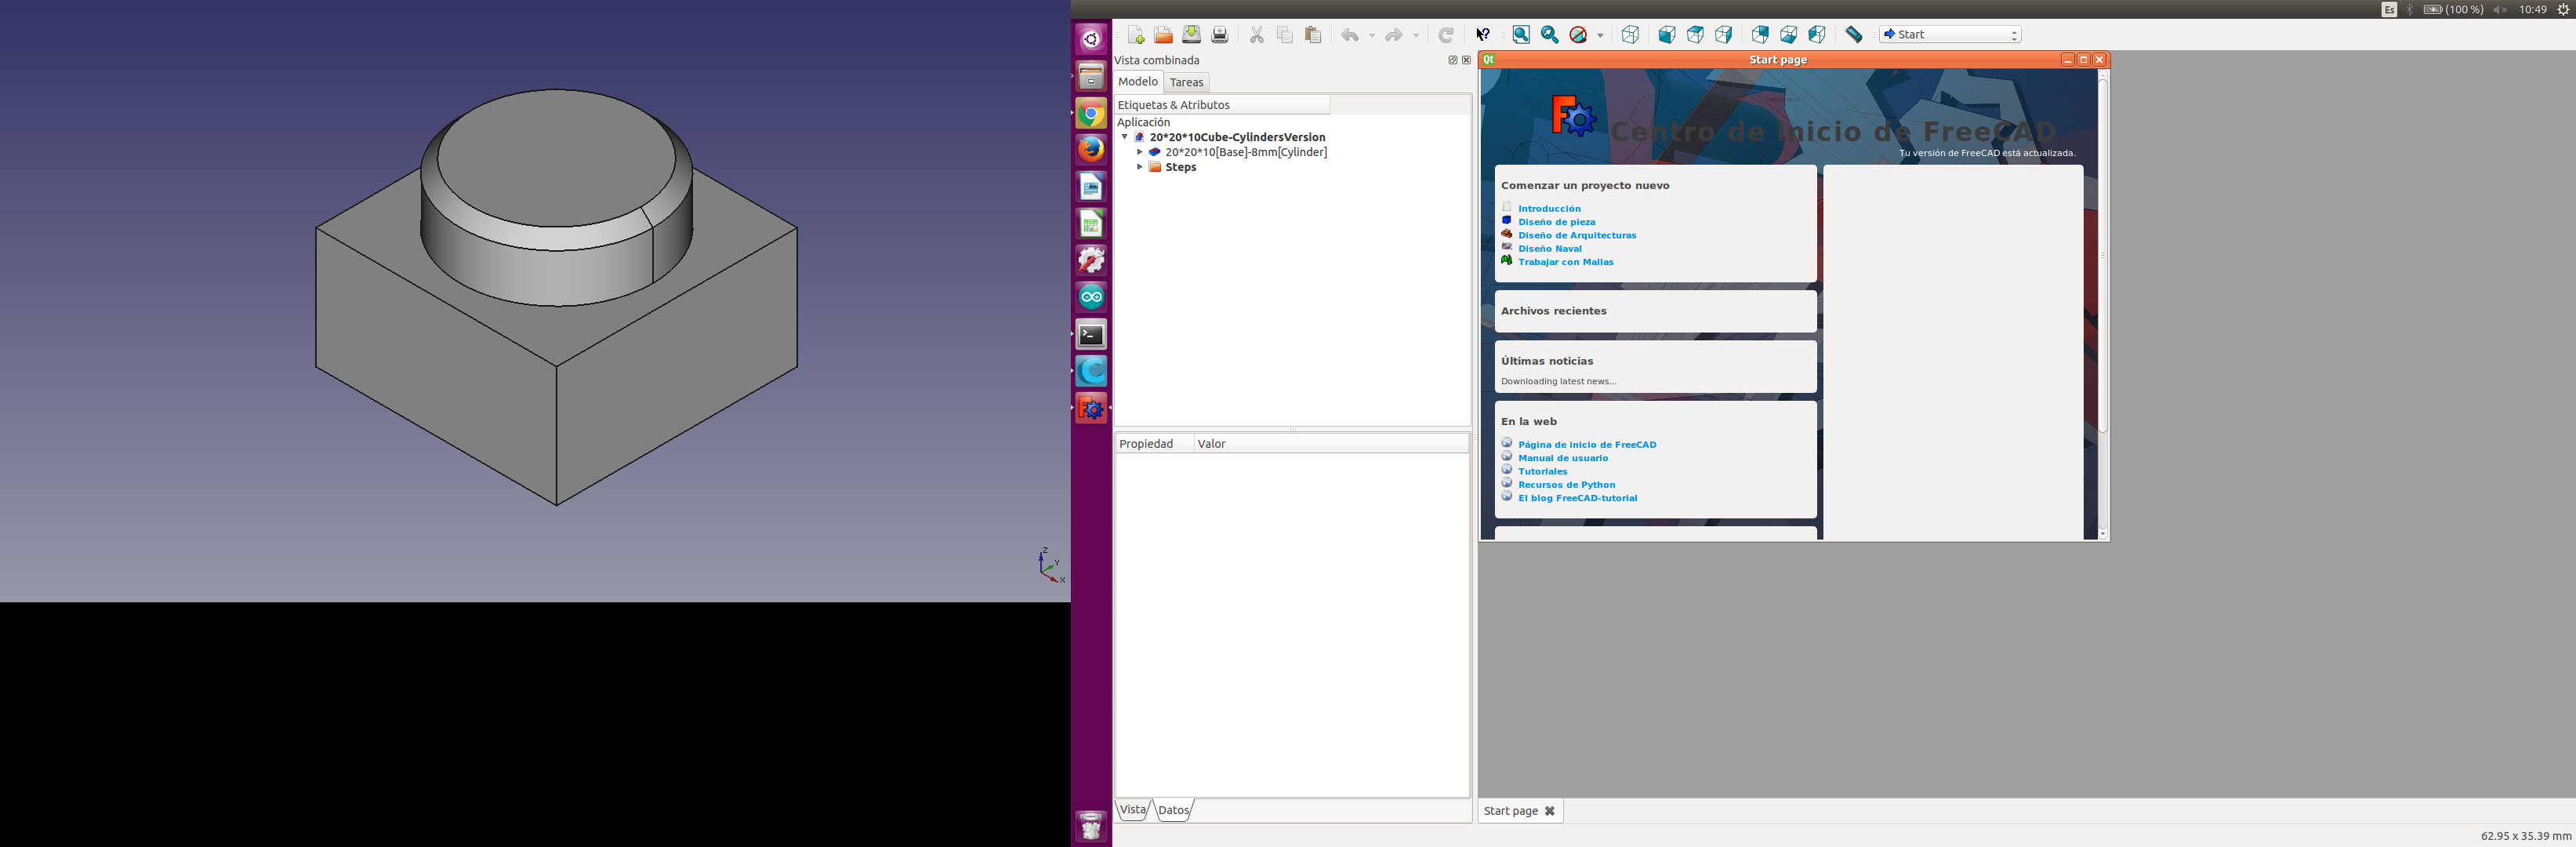 Z
Y
X
Es
(100 %)
10:49
Start
Vista combinada
Modelo
Tareas
Etiquetas & Atributos
Aplicación
20*20*10Cube-CylindersVersion
20*20*10[Base]-8mm[Cylinder]
Steps
Propiedad
Valor
Vista
Datos
Qt
Start page
Centro de inicio de FreeCAD
Tu versión de FreeCAD está actualizada.
Comenzar un proyecto nuevo
Introducción
Diseño de pieza
Diseño de Arquitecturas
Diseño Naval
Trabajar con Mallas
Archivos recientes
Últimas noticias
Downloading latest news...
En la web
Página de inicio de FreeCAD
Manual de usuario
Tutoriales
Recursos de Python
El blog FreeCAD-tutorial
Start page
62.95 x 35.39 mm